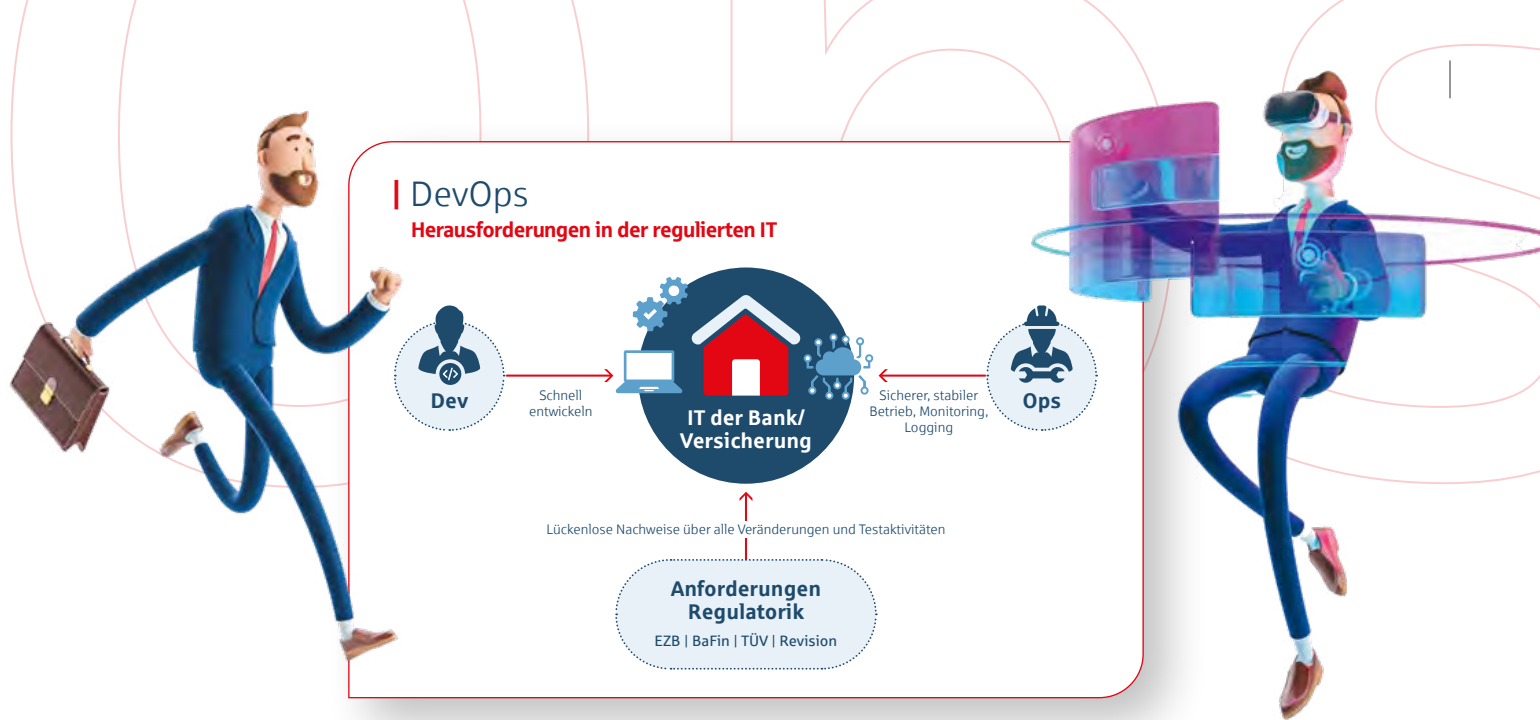 DevOps
Herausforderungen in der regulierten IT
Dev
Schnell
entwickeln
IT der Bank/
Versicherung
Sicherer, stabiler
Betrieb, Monitoring,
Logging
Ops
Lückenlose Nachweise über alle Veränderungen und Testaktivitäten
Anforderungen
Regulatorik
EZB | BaFin | TÜV | Revision